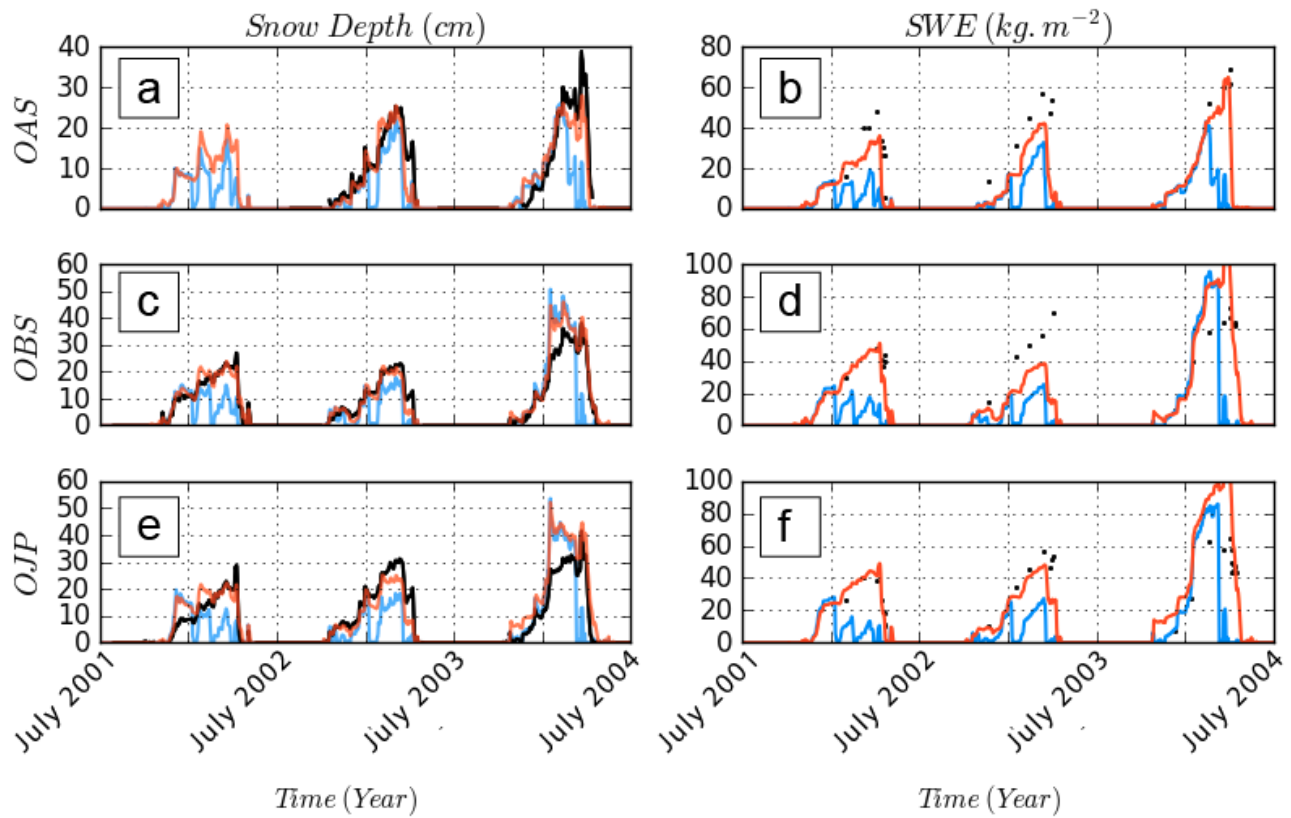 Snow Depth (cm)
SWE (kg.m⁻²)
OAS
40
30
20
10
0
a
80
60
40
20
0
b
OBS
60
50
40
30
20
10
0
c
100
80
60
40
20
0
d
OJP
60
50
40
30
20
10
0
e
100
80
60
40
20
0
f
July 2001
July 2002
July 2003
July 2004
July 2001
July 2002
July 2003
July 2004
Time (Year)
Time (Year)